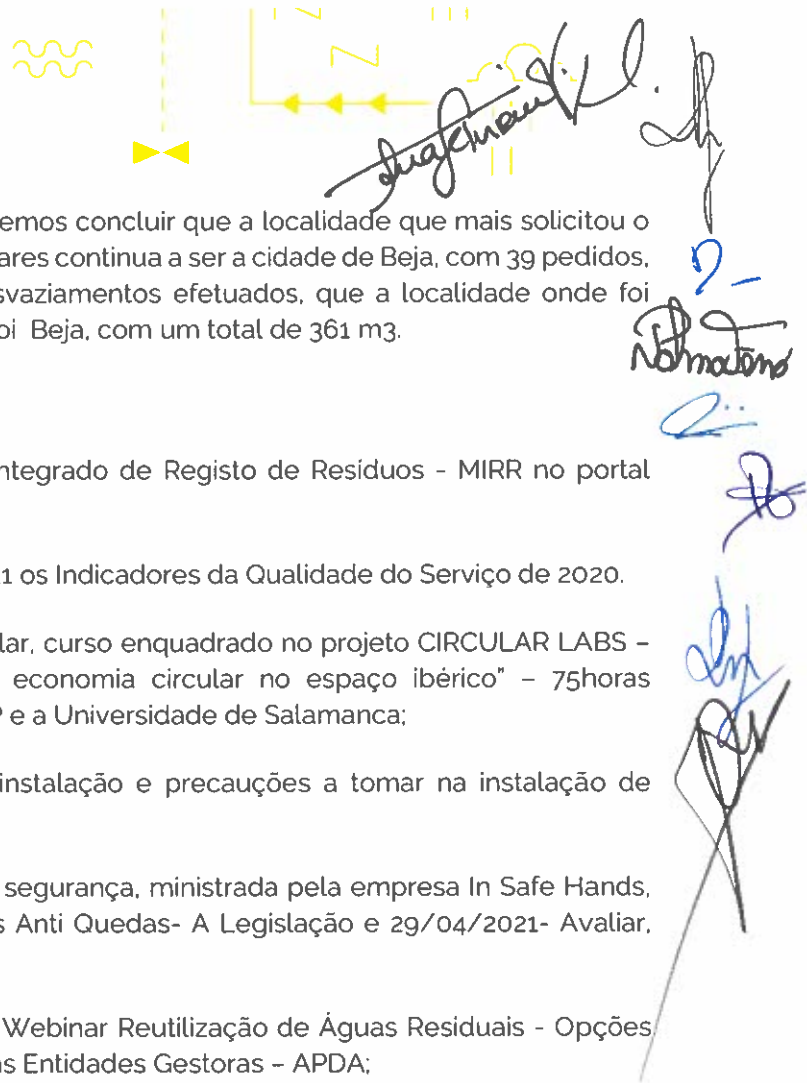 emos concluir que a localidade que mais solicitou o
ares continua a ser a cidade de Beja, com 39 pedidos,
svaziamentos efetuados, que a localidade onde foi
oi Beja, com um total de 361 m3.
ntegrado de Registo de Resíduos - MIRR no portal
1 os Indicadores da Qualidade do Serviço de 2020.
lar, curso enquadrado no projeto CIRCULAR LABS –
economia circular no espaço ibérico" – 75horas
e a Universidade de Salamanca;
instalação e precauções a tomar na instalação de
segurança, ministrada pela empresa In Safe Hands,
s Anti Quedas- A Legislação e 29/04/2021- Avaliar,
Webinar Reutilização de Águas Residuais - Opções
as Entidades Gestoras – APDA;